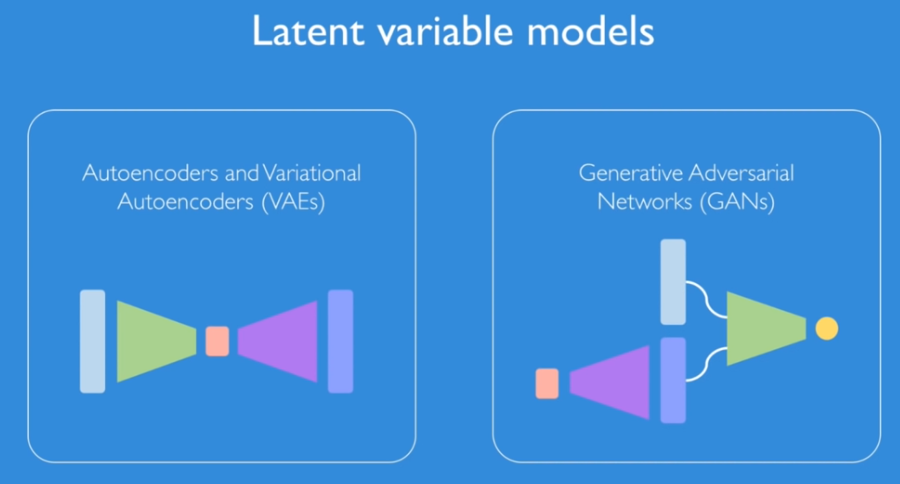 Latent variable models
Autoencoders and Variational
Autoencoders (VAEs)
Generative Adversarial
Networks (GANs)